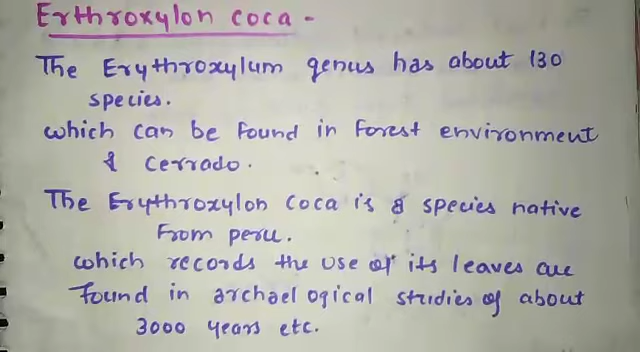 Erthroxylon coca -
The Erythroxylum genus has about 130
species.
which can be found in forest environment
& cerrado.
The Erythroxylon coca is a species native
from peru.
which records the use of its leaves are
found in archael ogical studies of about
3000 years etc.